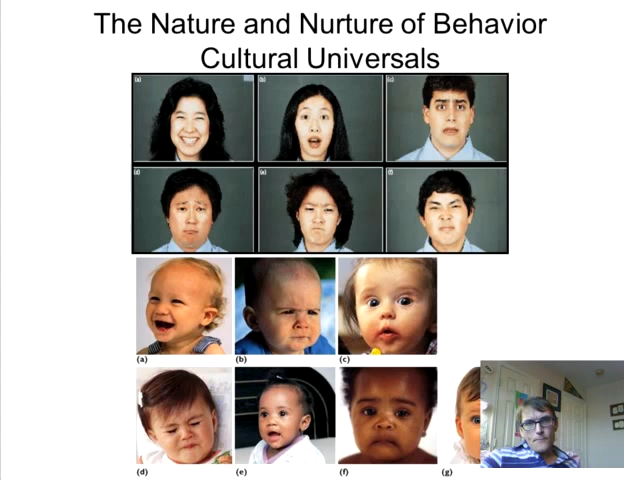 The Nature and Nurture of Behavior
Cultural Universals
(a) (b) (c)
(d) (e) (f)
(a) (b) (c)
(d) (e) (f) (g)